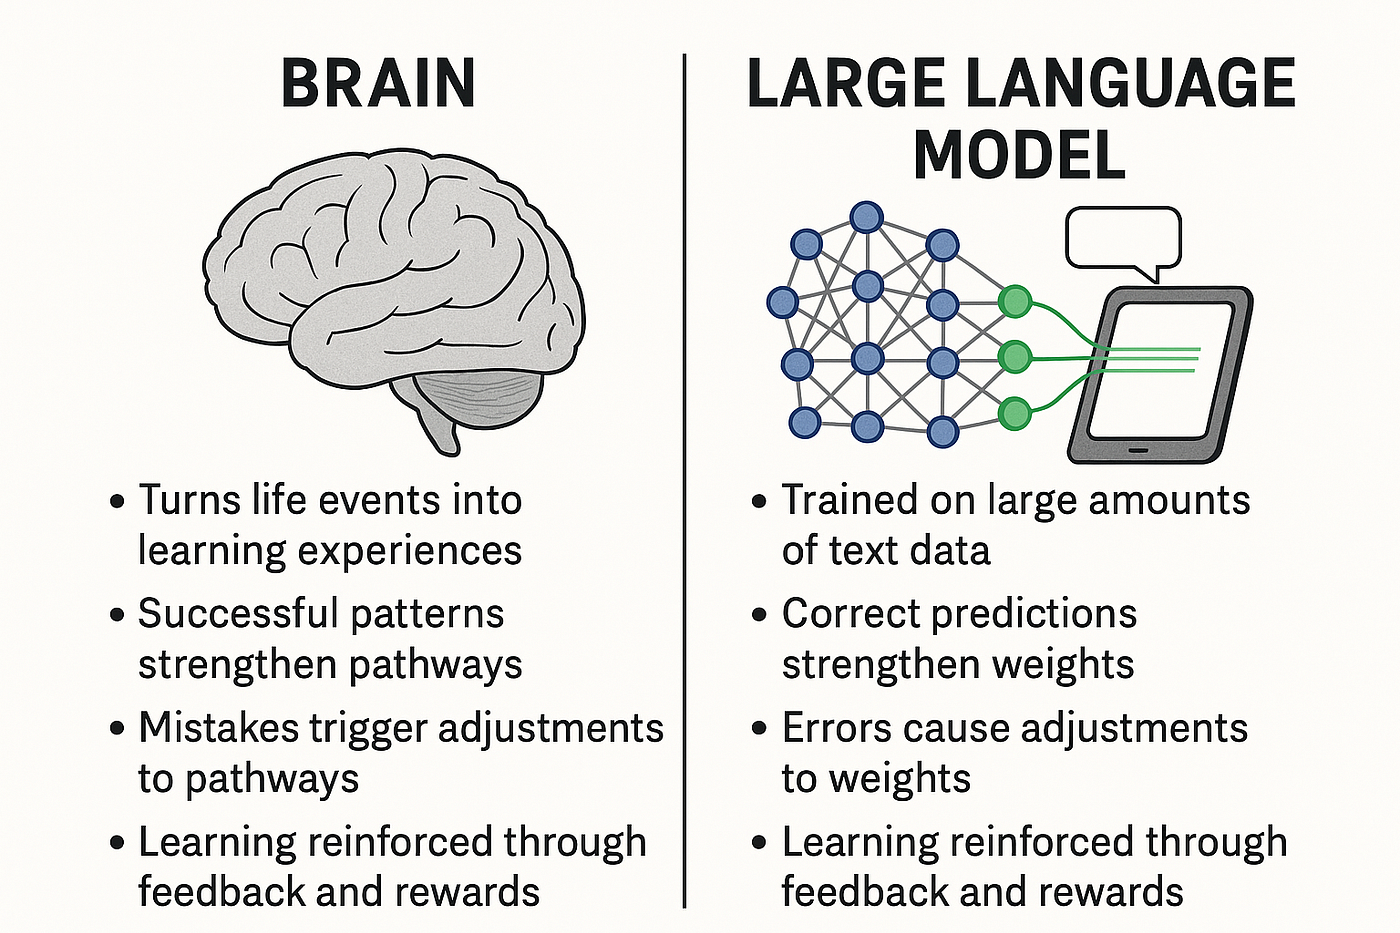 BRAIN
• Turns life events into
learning experiences
• Successful patterns
strengthen pathways
• Mistakes trigger adjustments
to pathways
• Learning reinforced through
feedback and rewards
LARGE LANGUAGE
MODEL
• Trained on large amounts
of text data
• Correct predictions
strengthen weights
• Errors cause adjustments
to weights
• Learning reinforced through
feedback and rewards